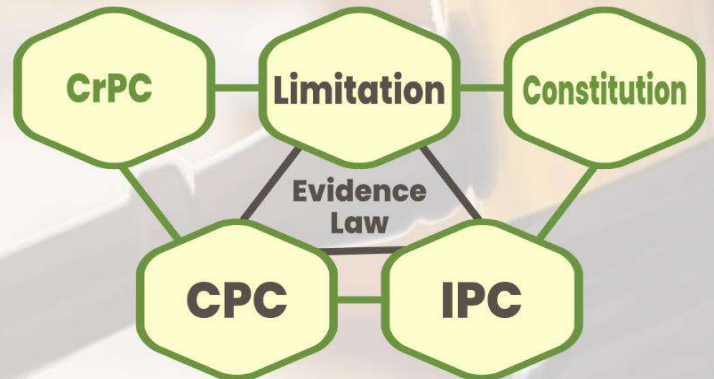 CrPC
Limitation
Constitution
Evidence
Law
CPC
IPC